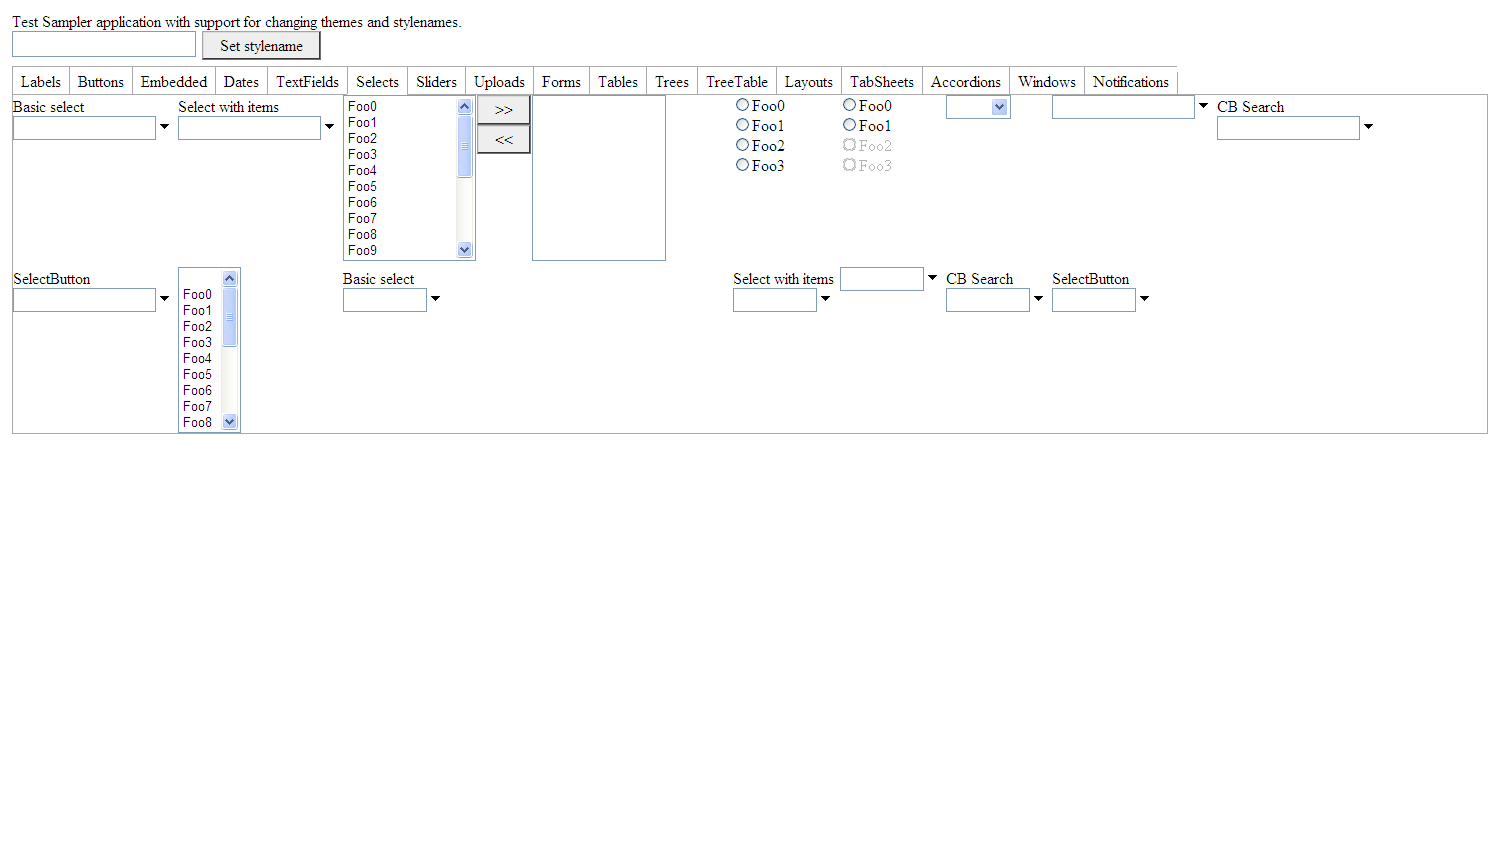 Test Sampler application with support for changing themes and stylenames.
Set stylename
Labels Buttons Embedded Dates TextFields Selects Sliders Uploads Forms Tables Trees TreeTable Layouts TabSheets Accordions Windows Notifications
Basic select
Select with items
Foo0
Foo1
Foo2
Foo3
Foo4
Foo5
Foo6
Foo7
Foo8
Foo9
>>
<<
Foo0
Foo1
Foo2
Foo3
Foo0
Foo1
Foo2
Foo3
CB Search
SelectButton
Foo0
Foo1
Foo2
Foo3
Foo4
Foo5
Foo6
Foo7
Foo8
Basic select
Select with items
CB Search
SelectButton